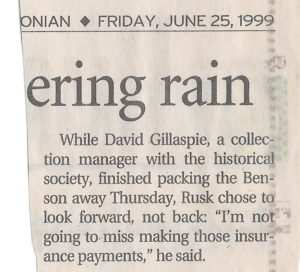 ONIAN ◆ FRIDAY, JUNE 25, 1999
ering rain
While David Gillaspie, a collec-
tion manager with the historical
society, finished packing the Ben-
son away Thursday, Rusk chose to
look forward, not back: “I’m not
going to miss making those insur-
ance payments,” he said.